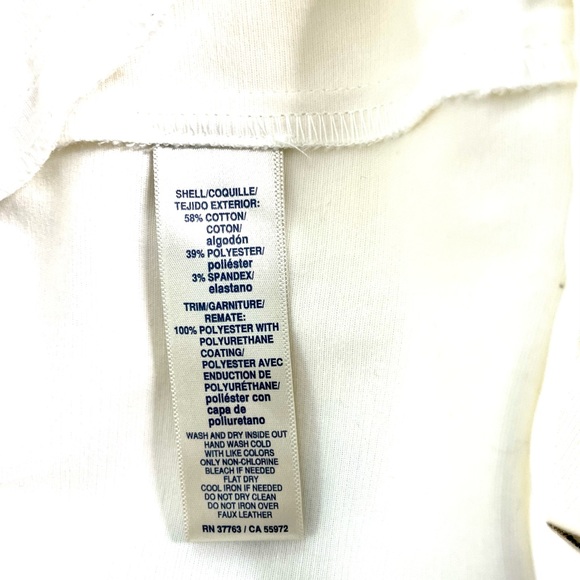 SHELL/COQUILLE/
TEJIDO EXTERIOR:
58% COTTON/
COTON/
algodón
39% POLYESTER/
poliéster
3% SPANDEX/
elastano
TRIM/GARNITURE/
REMATE:
100% POLYESTER WITH
POLYURETHANE
COATING/
POLYESTER AVEC
ENDUCTION DE
POLYURÉTHANE/
poliéster con
capa de
poliuretano
WASH AND DRY INSIDE OUT
HAND WASH COLD
WITH LIKE COLORS
ONLY NON-CHLORINE
BLEACH IF NEEDED
FLAT DRY
COOL IRON IF NEEDED
DO NOT DRY CLEAN
DO NOT IRON OVER
FAUX LEATHER
RN 37763 / CA 55972